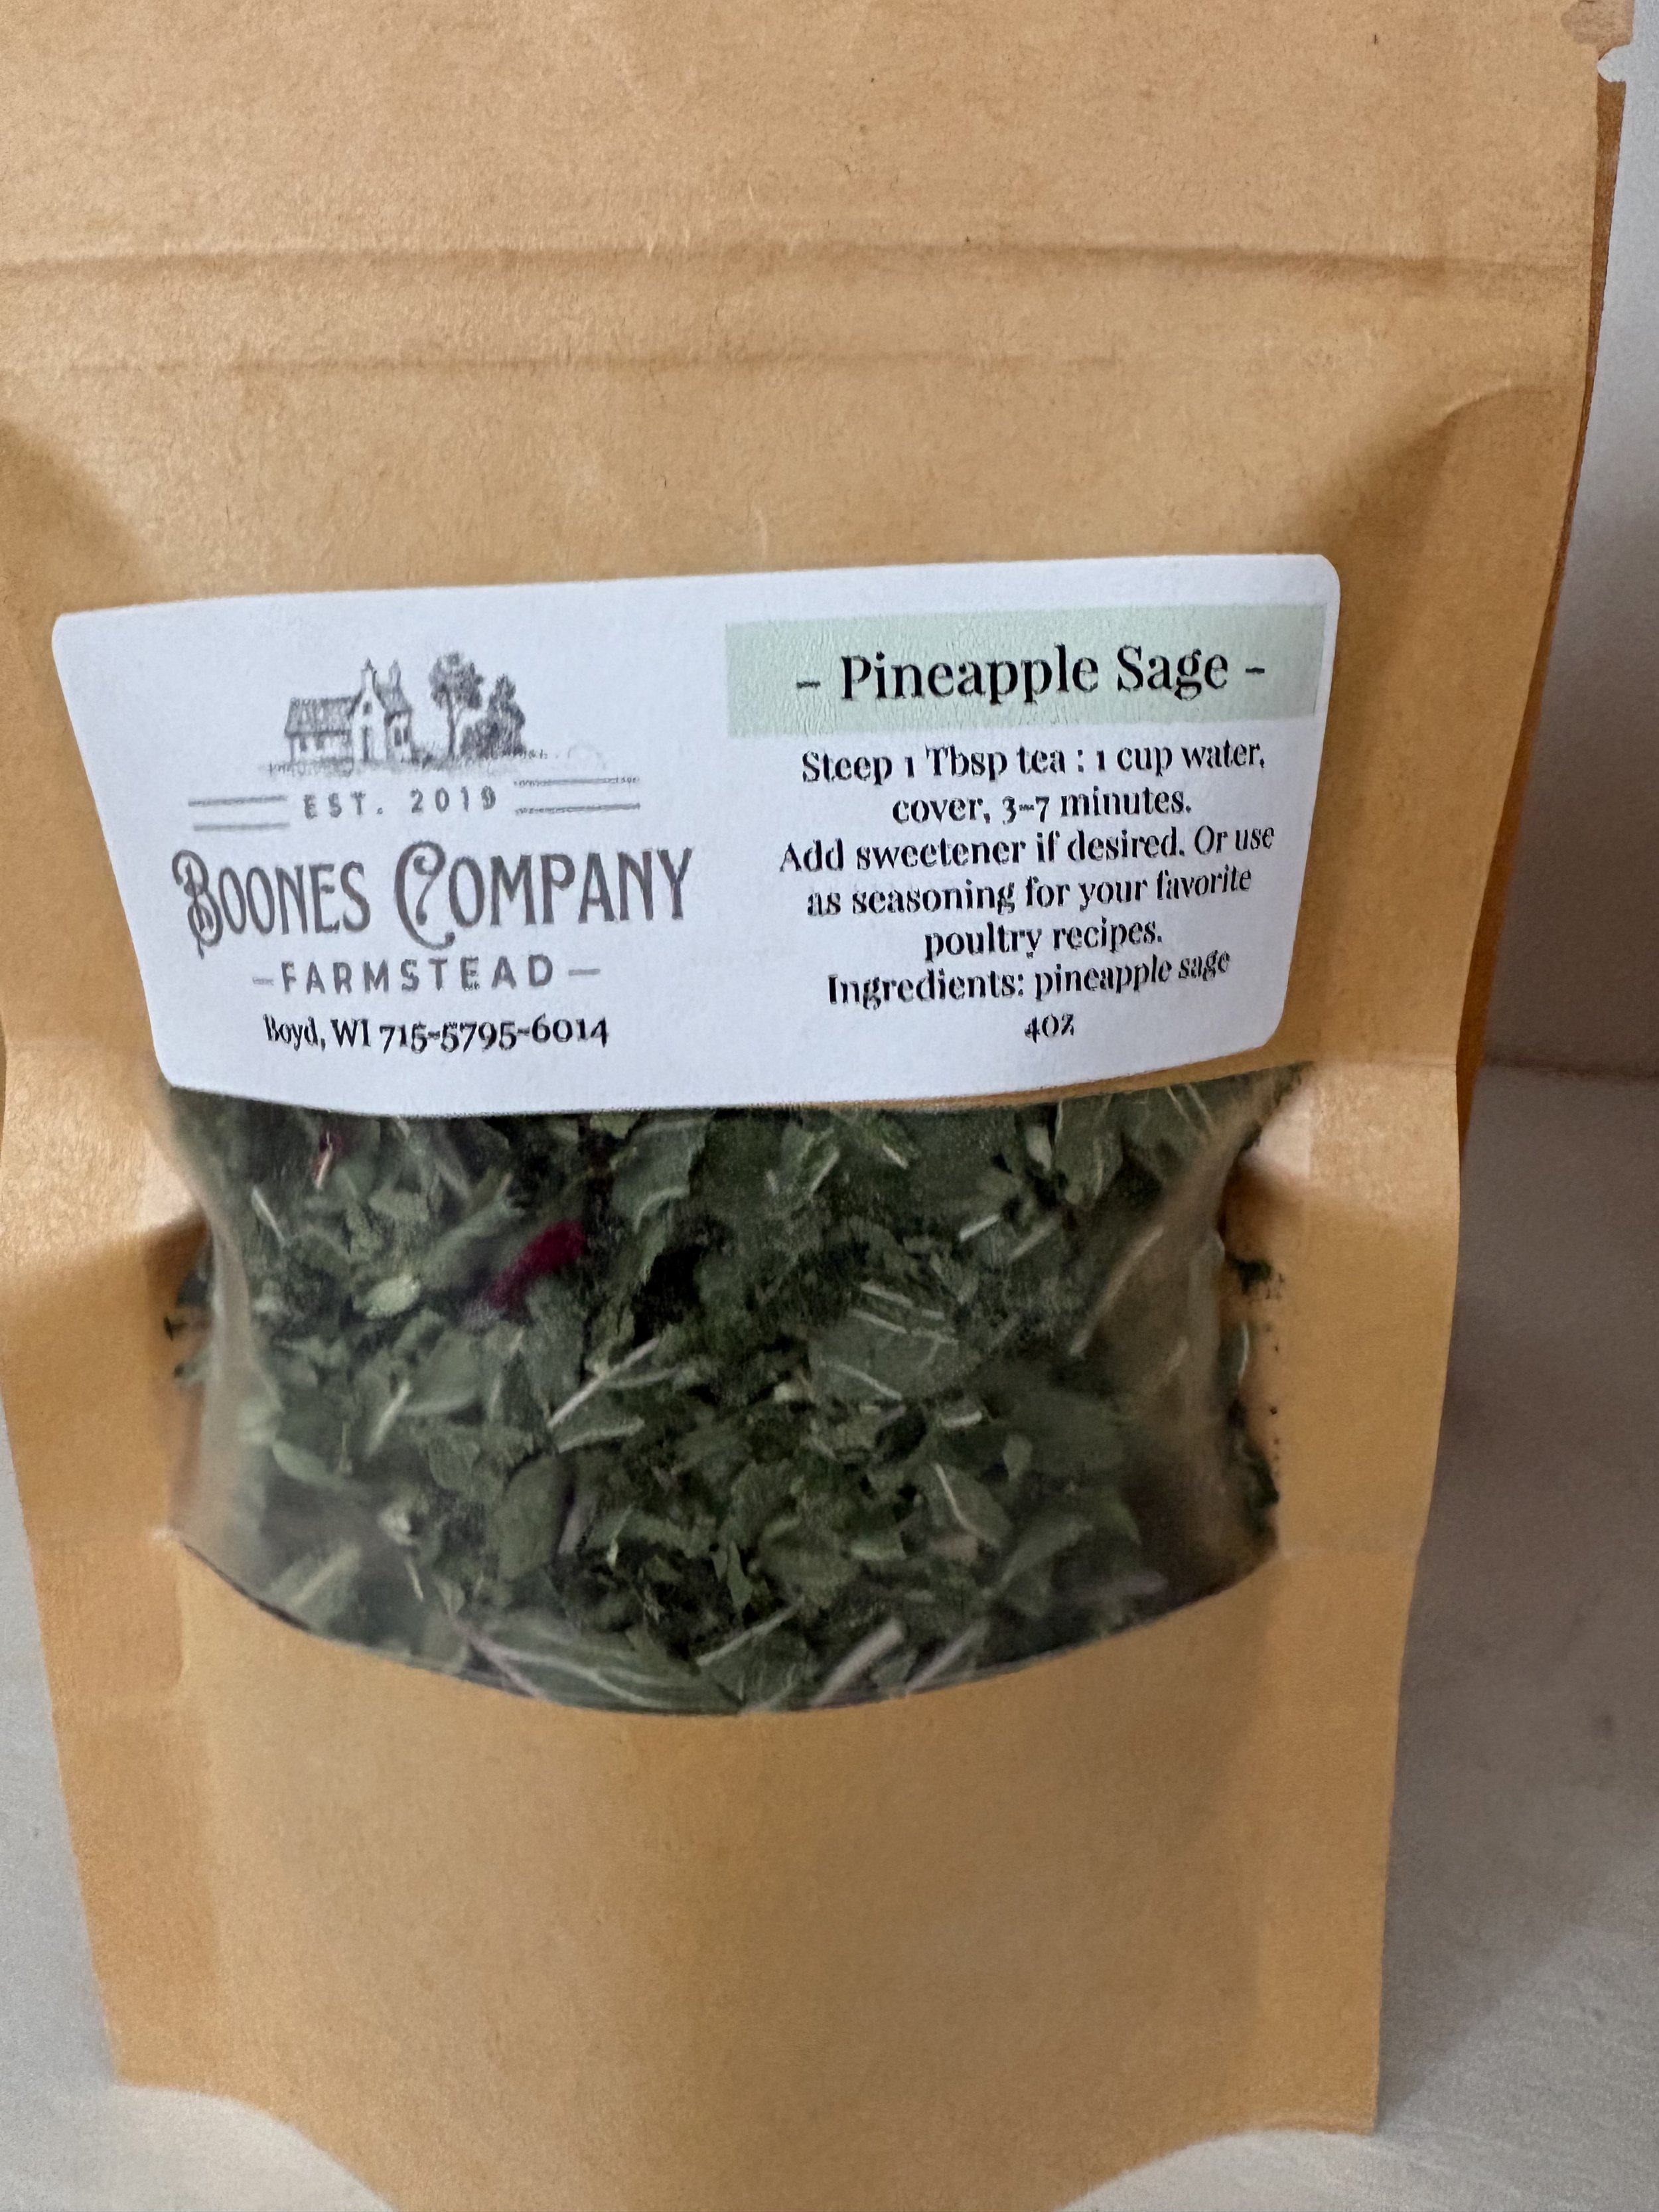 EST. 2019
BOONES COMPANY
-FARMSTEAD-
Boyd, WI 715-5795-6014
- Pineapple Sage -
Steep 1 Tbsp tea : 1 cup water,
cover, 3-7 minutes.
Add sweetener if desired. Or use
as seasoning for your favorite
poultry recipes.
Ingredients: pineapple sage
4oz